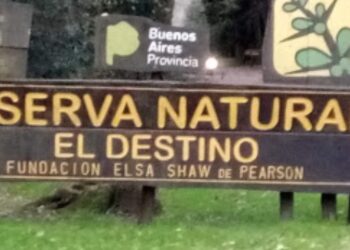 Buenos
Aires
Provincia
SERVA NATURA
EL DESTINO
FUNDACION ELSA SHAW DE PEARSON